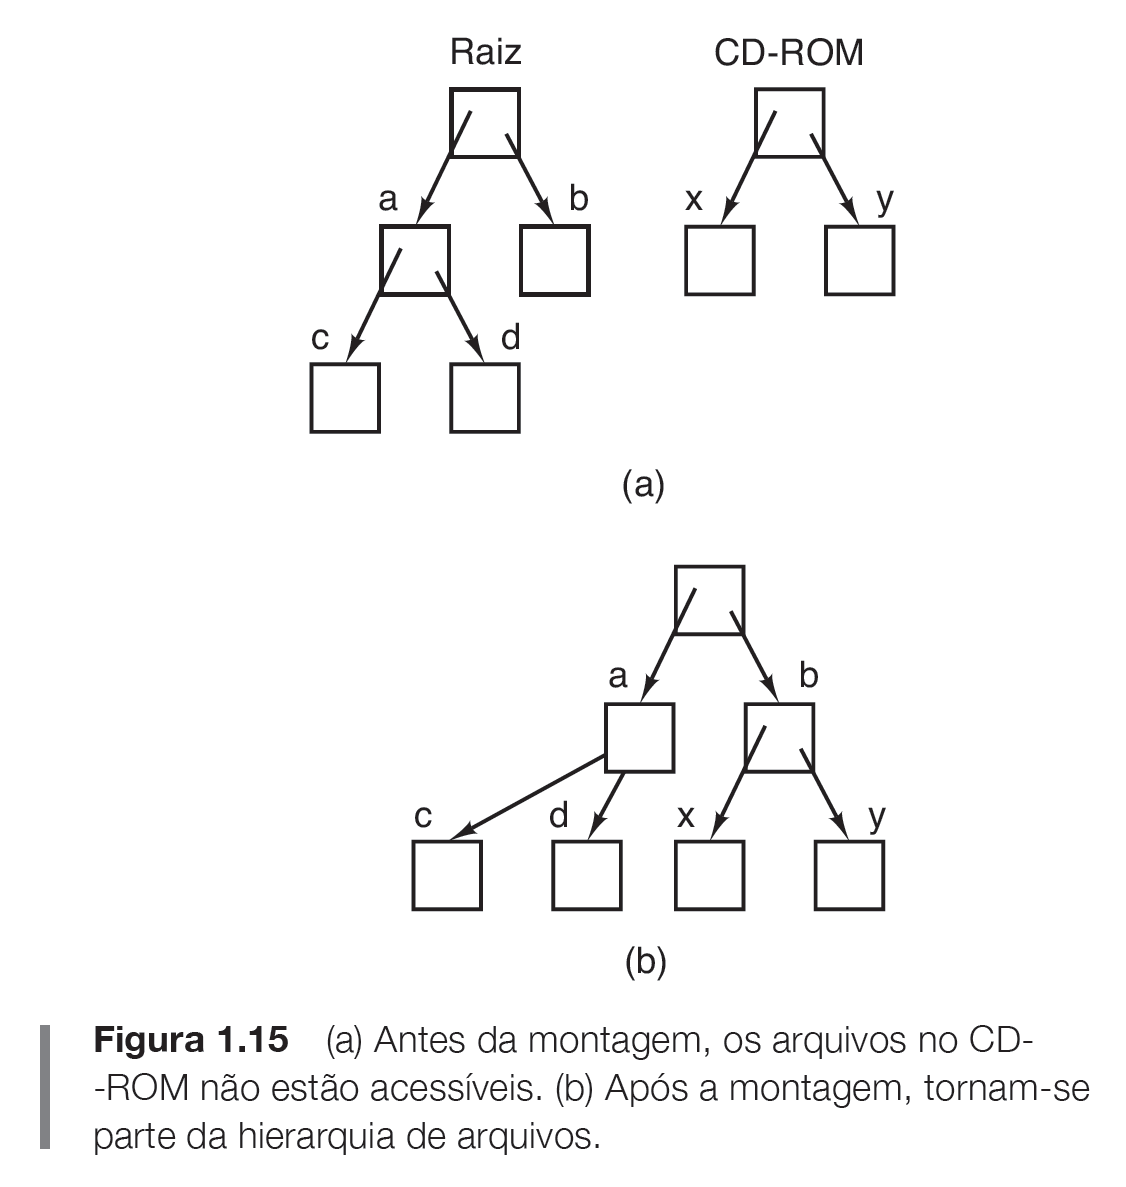 Raiz CD-ROM
a b x y
c d
(a)
a b
c d x y
(b)
Figura 1.15 (a) Antes da montagem, os arquivos no CD-
-ROM não estão acessíveis. (b) Após a montagem, tornam-se
parte da hierarquia de arquivos.